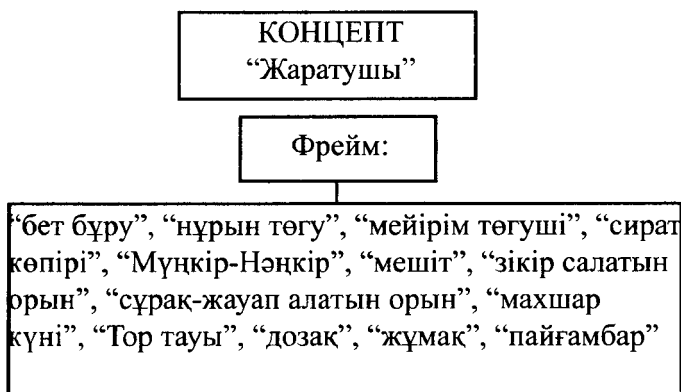 КОНЦЕПТ
“Жаратушы”
Фрейм:
“бет бұру”, “нұрын төгу”, “мейірім төгуші”, “сират
көпірі”, “Мүңкір-Нәңкір”, “мешіт”, “зікір салатын
орын”, “сұрақ-жауап алатын орын”, “махшар
күні”, “Тор тауы”, “дозақ”, “жұмақ”, “пайғамбар”